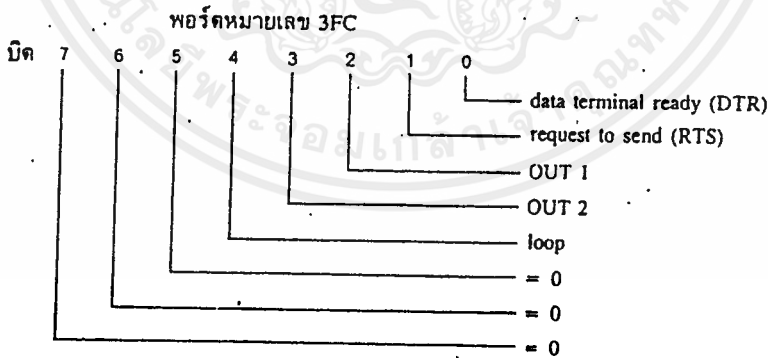 พอร์ตหมายเลข 3FC
บิต 7 6 5 4 3 2 1 0
data terminal ready (DTR)
request to send (RTS)
OUT 1
OUT 2
loop
= 0
= 0
= 0